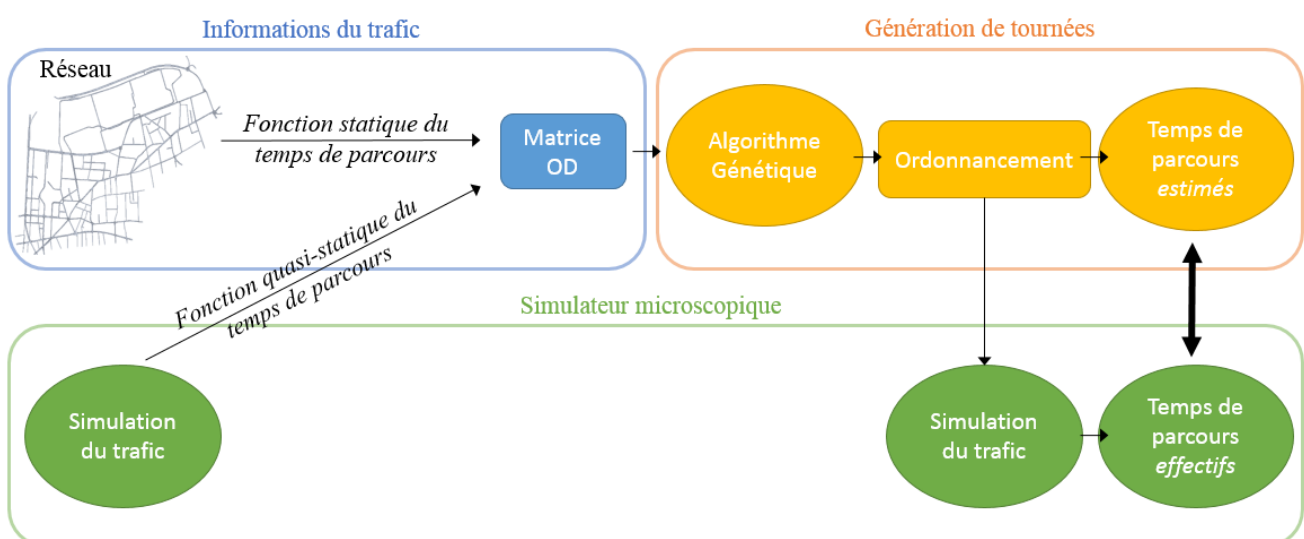 Informations du trafic
Génération de tournées
Réseau
Fonction statique du
temps de parcours
Matrice
OD
Algorithme
Génétique
Ordonnancement
Temps de
parcours
estimés
Fonction quasi-statique du
temps de parcours
Simulateur microscopique
Simulation
du trafic
Simulation
du trafic
Temps de
parcours
effectifs